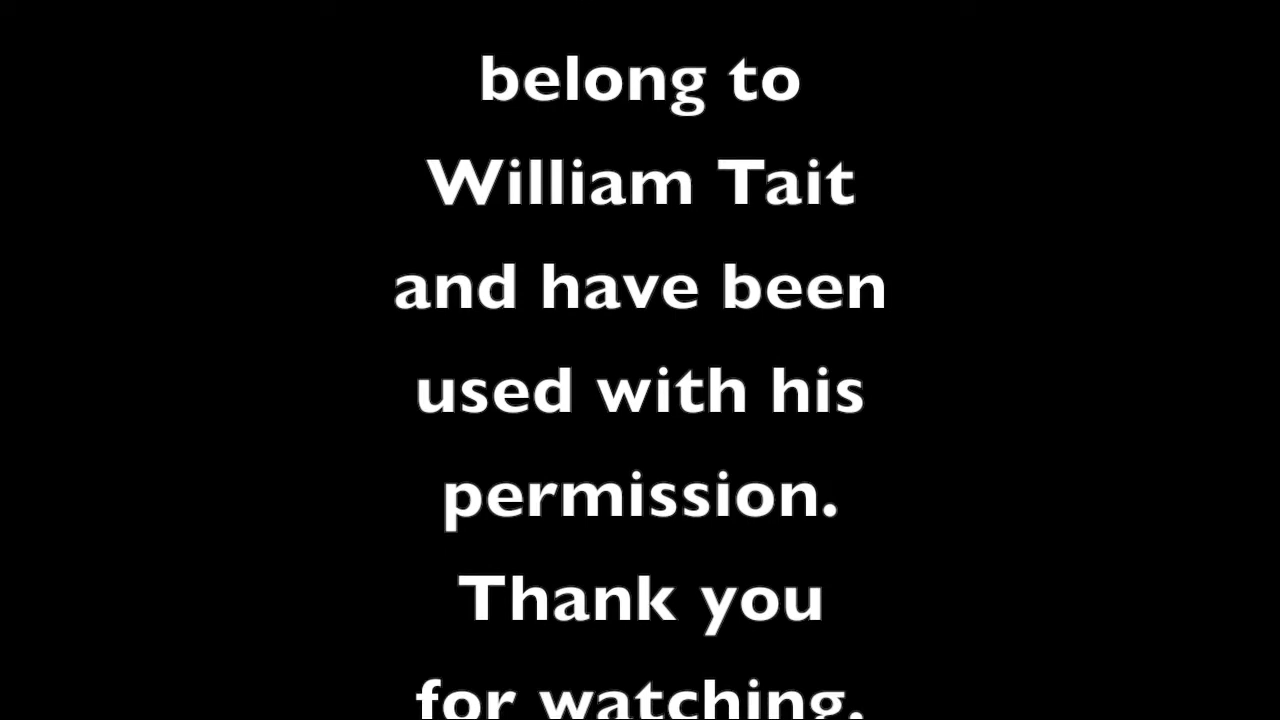 belong to
William Tait
and have been
used with his
permission.
Thank you
for watching.